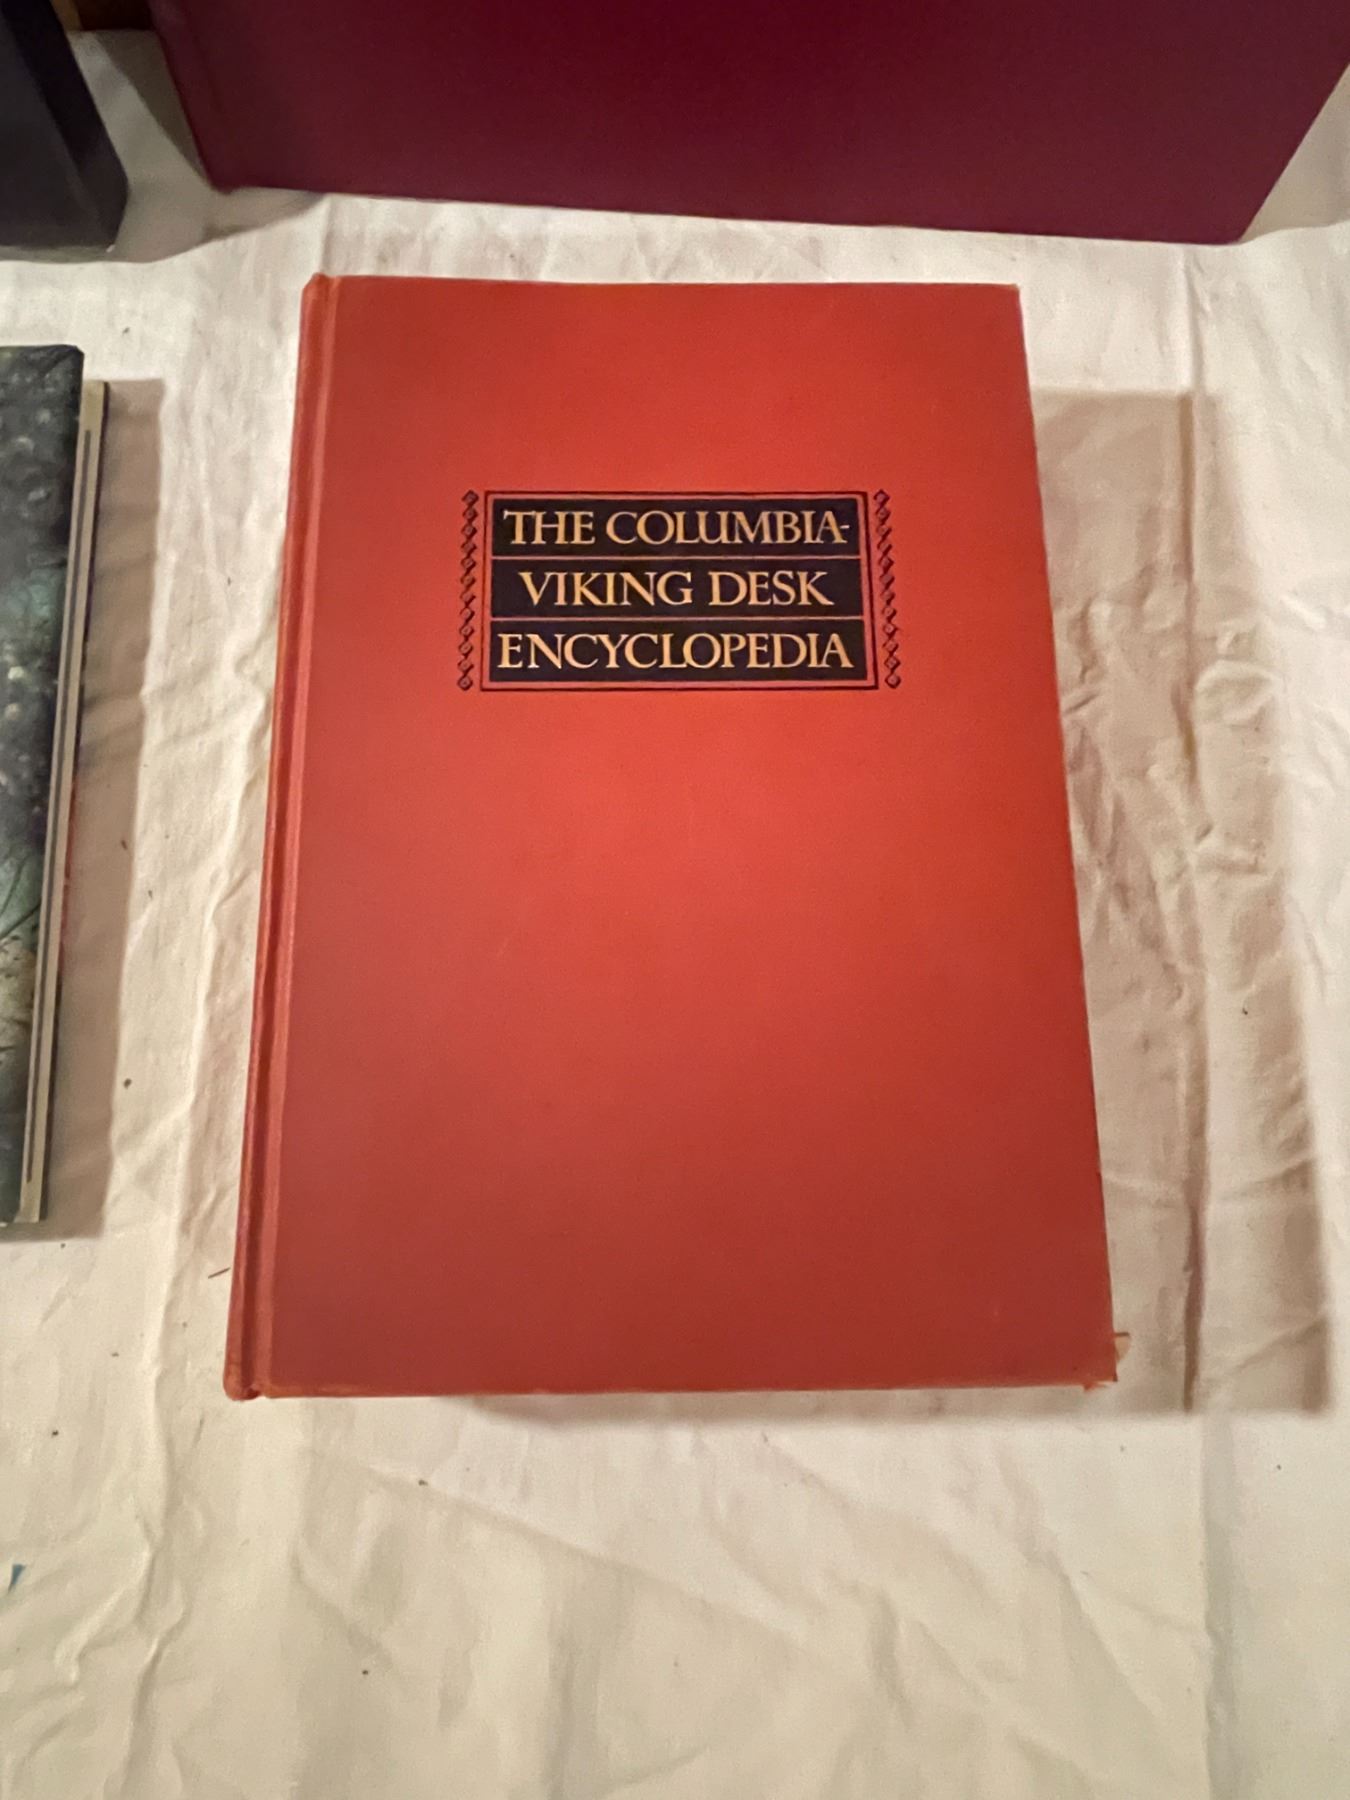 THE COLUMBIA-
VIKING DESK
ENCYCLOPEDIA